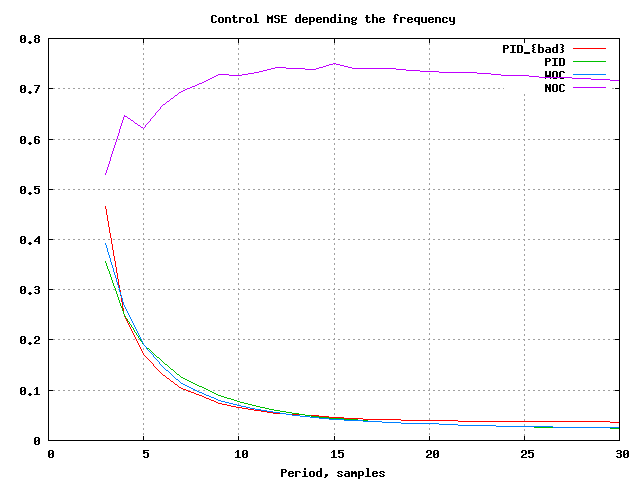 Control MSE depending the frequency
PID_{bad}
PID
WOC
NOC
0.8
0.7
0.6
0.5
0.4
0.3
0.2
0.1
0
0 5 10 15 20 25 30
Period, samples